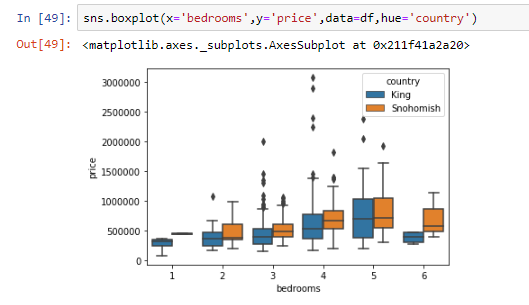 In [49]: sns.boxplot(x='bedrooms',y='price',data=df,hue='country')
Out[49]: <matplotlib.axes._subplots.AxesSubplot at 0x211f41a2a20>
country
King
Snohomish
3000000
2500000
2000000
1500000
1000000
500000
0
price
1 2 3 4 5 6
bedrooms